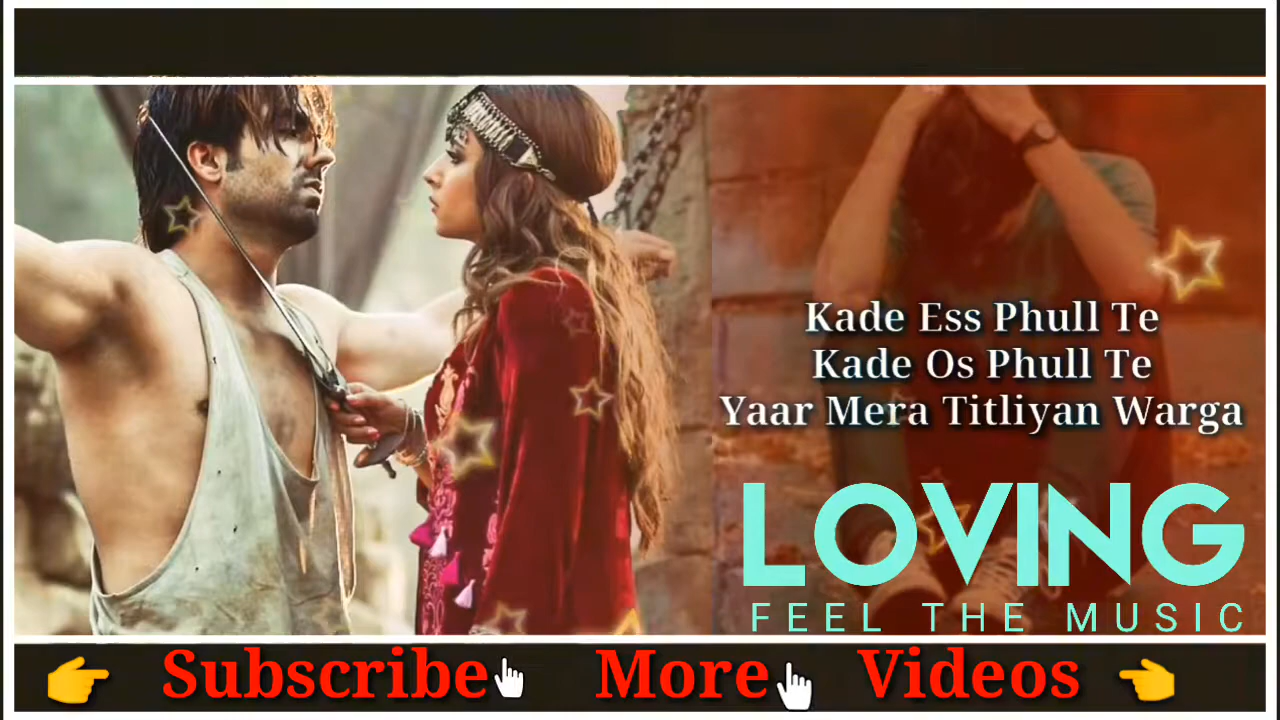 Kade Ess Phull Te
Kade Os Phull Te
Yaar Mera Titliyan Warga
LOVING
FEEL THE MUSIC
Subscribe More Videos